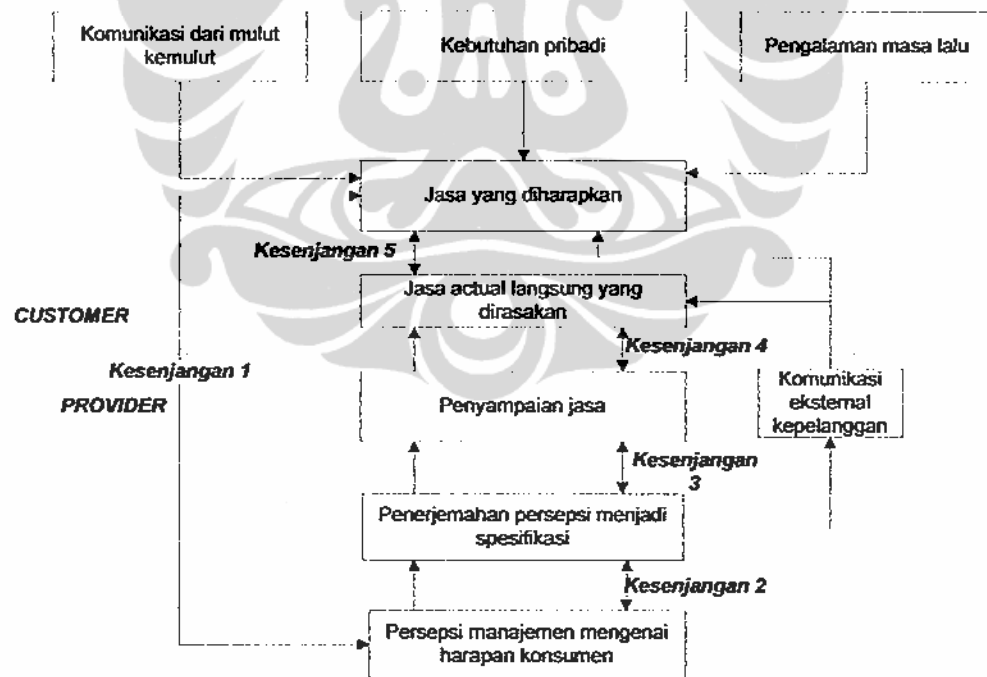 Komunikasi dari mulut
kemulut
Kebutuhan pribadi
Pengalaman masa lalu
Jasa yang diharapkan
Kesenjangan 5
Jasa actual langsung yang
dirasakan
CUSTOMER
Kesenjangan 4
Kesenjangan 1
PROVIDER
Penyampaian jasa
Komunikasi
eksternal
kepelanggan
Kesenjangan
3
Penerjemahan persepsi menjadi
spesifikasi
Kesenjangan 2
Persepsi manajemen mengenai
harapan konsumen